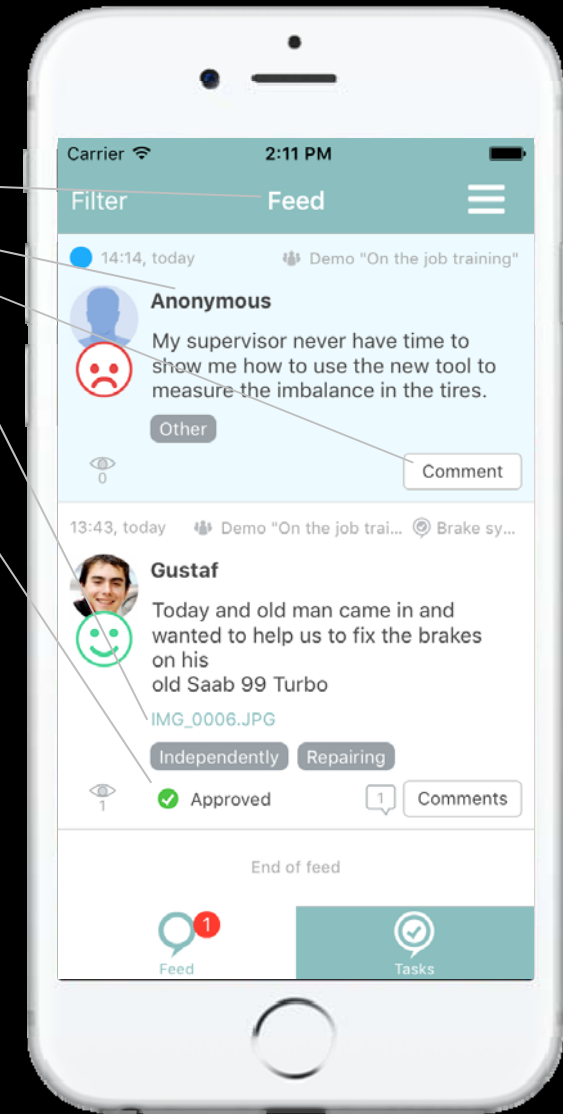 Carrier 2:11 PM
Filter Feed
14:14, today Demo "On the job training"
Anonymous
My supervisor never have time to
show me how to use the new tool to
measure the imbalance in the tires.
Other
0 Comment
13:43, today Demo "On the job trai... Brake sy...
Gustaf
Today and old man came in and
wanted to help us to fix the brakes
on his
old Saab 99 Turbo
IMG_0006.JPG
Independently Repairing
1 Approved 1 Comments
End of feed
1
Feed Tasks